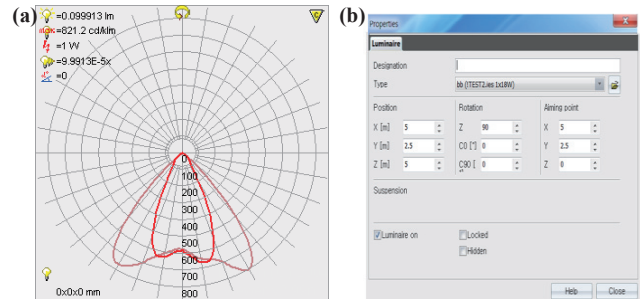 (a)
=0.099913 lm
=821.2 cd/klm
=1 W
=9.9913E-5x
=0
0
100
200
300
400
500
600
700
800
0x0x0 mm
(b)
Properties
Luminaire
Designation
Type bb (!TEST2.ies 1x18W)
Position Rotation Aiming point
X [m] 5 Z 90 X 5
Y [m] 2.5 C0 [°] 0 Y 2.5
Z [m] 5 C90 [ 0 Z 0
Suspension
Luminaire on Locked
Hidden
Help Close